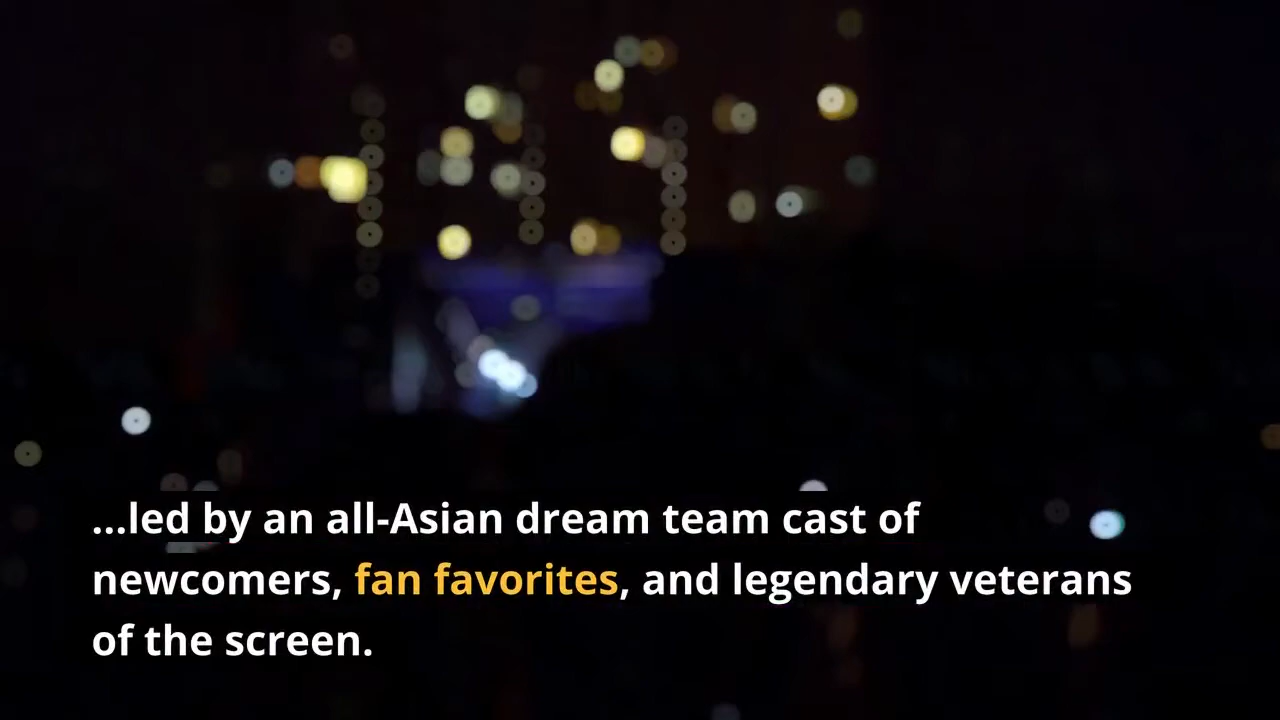 ...led by an all-Asian dream team cast of
newcomers, fan favorites, and legendary veterans
of the screen.